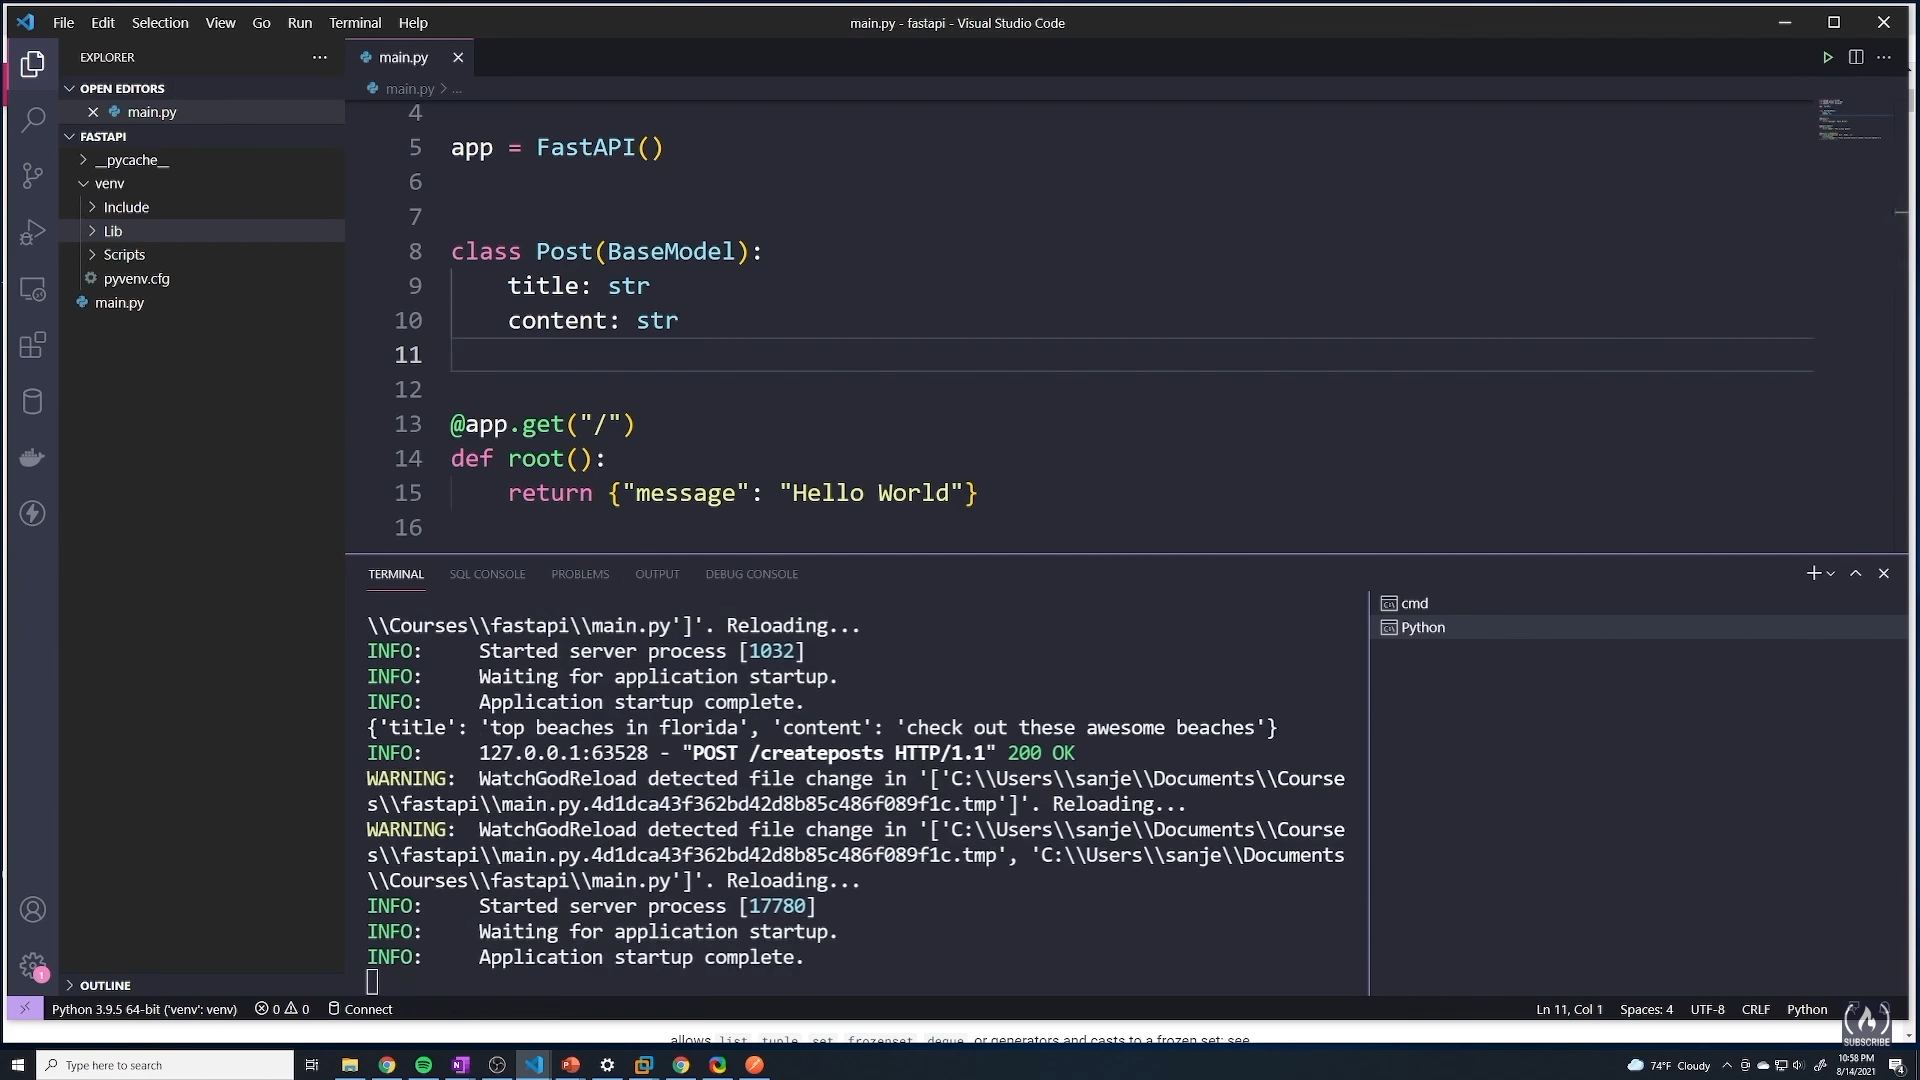 File Edit Selection View Go Run Terminal Help
main.py - fastapi - Visual Studio Code
EXPLORER
OPEN EDITORS
main.py
FASTAPI
__pycache__
venv
Include
Lib
Scripts
pyvenv.cfg
main.py
OUTLINE
main.py
main.py > ...
4
5 app = FastAPI()
6
7
8 class Post(BaseModel):
9 title: str
10 content: str
11
12
13 @app.get("/")
14 def root():
15 return {"message": "Hello World"}
16
TERMINAL SQL CONSOLE PROBLEMS OUTPUT DEBUG CONSOLE
\\Courses\\fastapi\\main.py']'. Reloading...
INFO: Started server process [1032]
INFO: Waiting for application startup.
INFO: Application startup complete.
{'title': 'top beaches in florida', 'content': 'check out these awesome beaches'}
INFO: 127.0.0.1:63528 - "POST /createposts HTTP/1.1" 200 OK
WARNING: WatchGodReload detected file change in '['C:\\Users\\sanje\\Documents\\Course
s\\fastapi\\main.py.4d1dca43f362bd42d8b85c486f089f1c.tmp']'. Reloading...
WARNING: WatchGodReload detected file change in '['C:\\Users\\sanje\\Documents\\Course
s\\fastapi\\main.py.4d1dca43f362bd42d8b85c486f089f1c.tmp', 'C:\\Users\\sanje\\Documents
\\Courses\\fastapi\\main.py']'. Reloading...
INFO: Started server process [17780]
INFO: Waiting for application startup.
INFO: Application startup complete.
cmd
Python
1
Python 3.9.5 64-bit ('venv': venv) 0 0 Connect
Ln 11, Col 1 Spaces: 4 UTF-8 CRLF Python
SUBSCRIBE
allows list, tuple, set, frozenset, deque, or generators and casts to a frozen set; see
Type here to search
74°F Cloudy
10:58 PM
8/14/2021
4